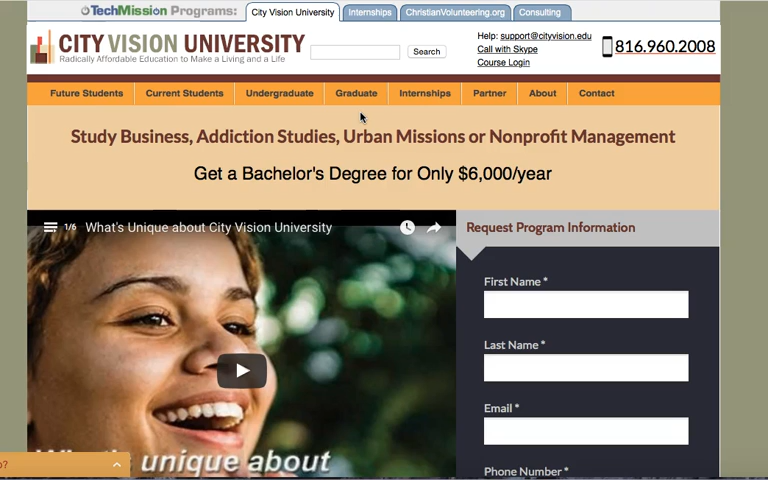 TechMission Programs:
City Vision University
Internships
ChristianVolunteering.org
Consulting
CITY VISION UNIVERSITY
Radically Affordable Education to Make a Living and a Life
Search
Help: support@cityvision.edu
Call with Skype
Course Login
816.960.2008
Future Students
Current Students
Undergraduate
Graduate
Internships
Partner
About
Contact
Study Business, Addiction Studies, Urban Missions or Nonprofit Management
Get a Bachelor's Degree for Only $6,000/year
1/6 What's Unique about City Vision University
unique about
Request Program Information
First Name *
Last Name *
Email *
Phone Number *